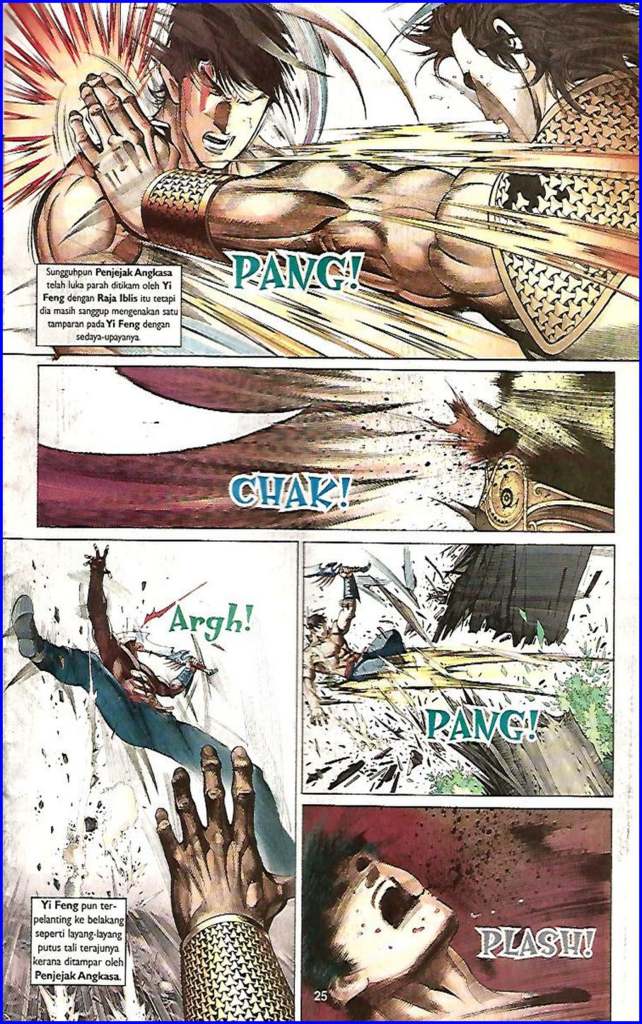 PANG!
Sungguhpun Penjejak Angkasa
telah luka parah ditikam oleh Yi
Feng dengan Raja Iblis itu tetapi
dia masih sanggup mengenakan satu
tamparan pada Yi Feng dengan
sedaya-upayanya.
CHAK!
Argh!
PANG!
Yi Feng pun ter-
pelanting ke belakang
seperti layang-layang
putus tali terajunya
kerana ditampar oleh
Penjejak Angkasa.
PLASH!
25